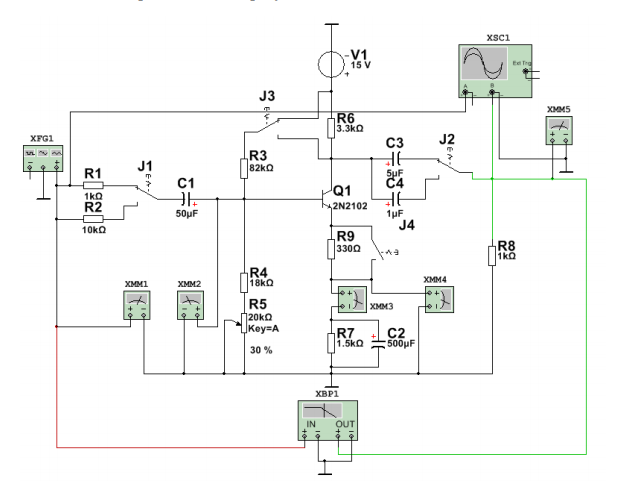 V1
15 V
XSC1
Ext Trig
A
B
J3
R6
3.3kΩ
XMM5
XFG1
C3
5µF
J2
R3
82kΩ
R1
1kΩ
J1
C1
50µF
Q1
2N2102
C4
1µF
R2
10kΩ
J4
R9
330Ω
R8
1kΩ
R4
18kΩ
XMM1
XMM2
XMM3
XMM4
R5
20kΩ
Key=A
30 %
R7
1.5kΩ
C2
500µF
XBP1
IN
OUT